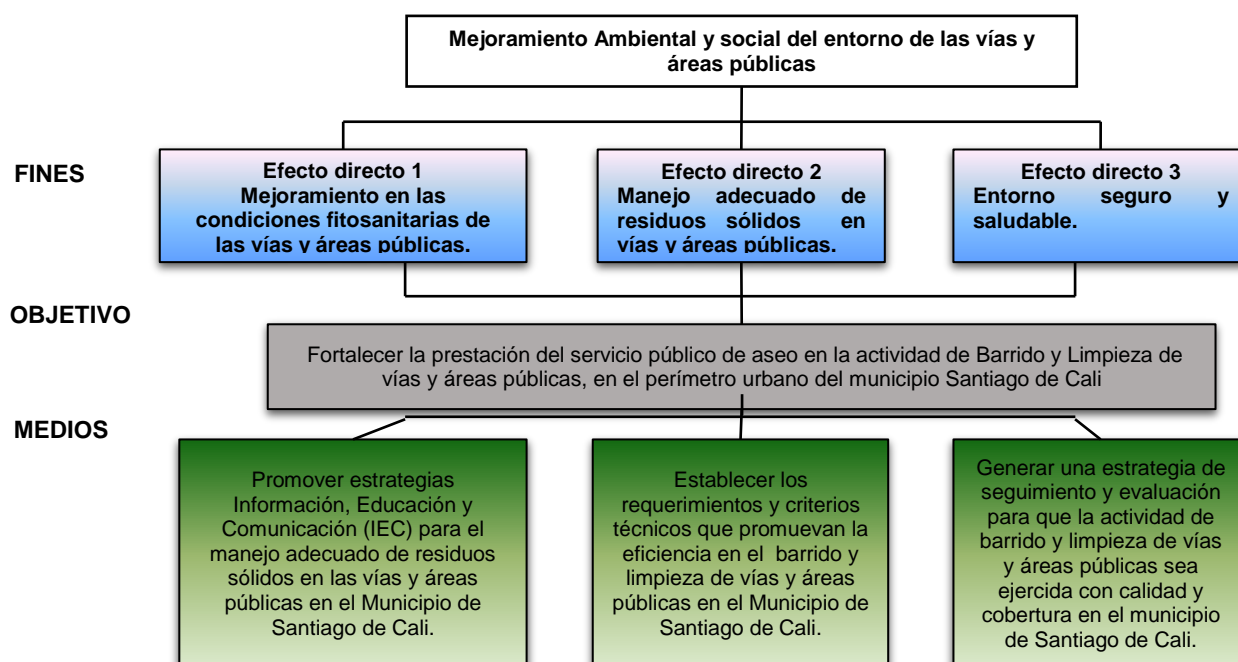 Mejoramiento Ambiental y social del entorno de las vías y
áreas públicas
FINES
Efecto directo 1
Mejoramiento en las
condiciones fitosanitarias de
las vías y áreas públicas.
Efecto directo 2
Manejo adecuado de
residuos sólidos en
vías y áreas públicas.
Efecto directo 3
Entorno seguro y
saludable.
OBJETIVO
Fortalecer la prestación del servicio público de aseo en la actividad de Barrido y Limpieza de
vías y áreas públicas, en el perímetro urbano del municipio Santiago de Cali
MEDIOS
Promover estrategias
Información, Educación y
Comunicación (IEC) para el
manejo adecuado de residuos
sólidos en las vías y áreas
públicas en el Municipio de
Santiago de Cali.
Establecer los
requerimientos y criterios
técnicos que promuevan la
eficiencia en el barrido y
limpieza de vías y áreas
públicas en el Municipio de
Santiago de Cali.
Generar una estrategia de
seguimiento y evaluación
para que la actividad de
barrido y limpieza de vías
y áreas públicas sea
ejercida con calidad y
cobertura en el municipio
de Santiago de Cali.